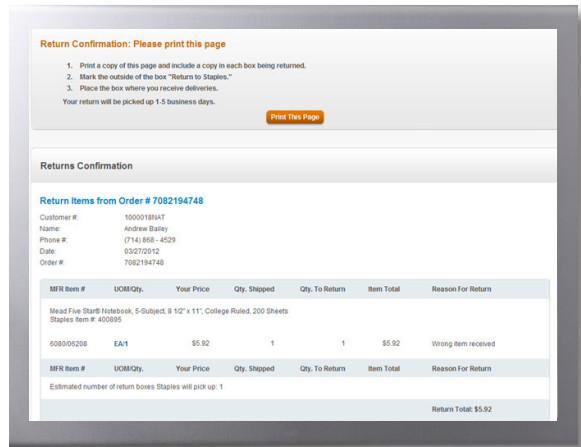 Return Confirmation: Please print this page
1. Print a copy of this page and include a copy in each box being returned.
2. Mark the outside of the box "Return to Staples."
3. Place the box where you receive deliveries.
Your return will be picked up 1-5 business days.
Print This Page
Returns Confirmation
Return Items from Order # 7082194748
Customer #: 1000018NAT
Name: Andrew Bailey
Phone #: (714) 868 - 4529
Date: 03/27/2012
Order #: 7082194748
MFR Item # UOM/Qty. Your Price Qty. Shipped Qty. To Return Item Total Reason For Return
Mead Five Star® Notebook, 5-Subject, 8 1/2" x 11", College Ruled, 200 Sheets
Staples Item #: 400895
6080/06208 EA/1 $5.92 1 1 $5.92 Wrong item received
MFR Item # UOM/Qty. Your Price Qty. Shipped Qty. To Return Item Total Reason For Return
Estimated number of return boxes Staples will pick up: 1
Return Total: $5.92